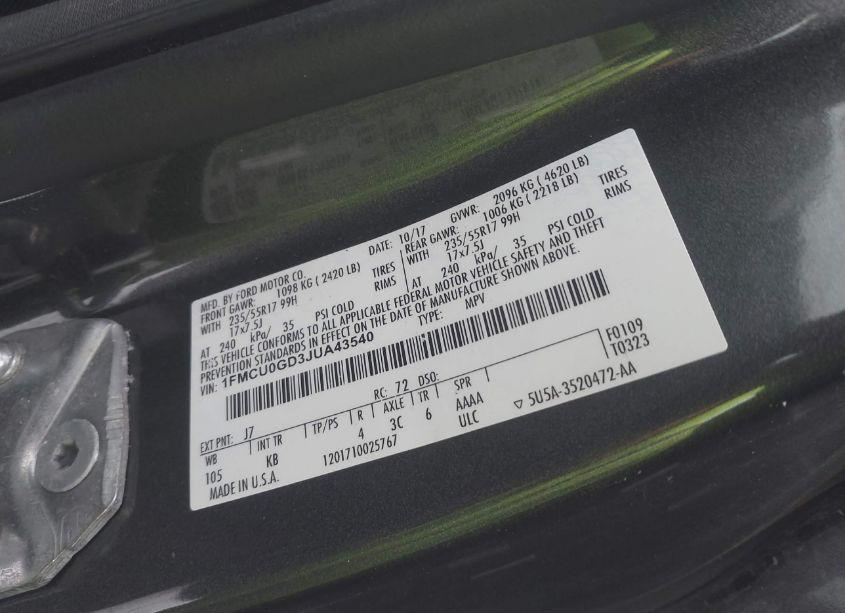 MFD. BY FORD MOTOR CO. DATE: 10/17 GVWR: 2096 KG ( 4620 LB)
FRONT GAWR: 1098 KG ( 2420 LB) REAR GAWR: 1006 KG ( 2218 LB)
WITH 235/55R17 99H TIRES WITH 235/55R17 99H TIRES
17x7.5J RIMS 17x7.5J RIMS
AT 240 kPa/ 35 PSI COLD AT 240 kPa/ 35 PSI COLD
THIS VEHICLE CONFORMS TO ALL APPLICABLE FEDERAL MOTOR VEHICLE SAFETY AND THEFT
PREVENTION STANDARDS IN EFFECT ON THE DATE OF MANUFACTURE SHOWN ABOVE.
VIN: 1FMCU0GD3JUA43540 TYPE: MPV
F0109
T0323
EXT PNT: J7 RC: 72 DSO:
WB INT TR TP/PS R AXLE TR SPR
105 KB 4 3C 6 AAAA
MADE IN U.S.A. 1201710025767 ULC ▽ 5U5A-3520472-AA